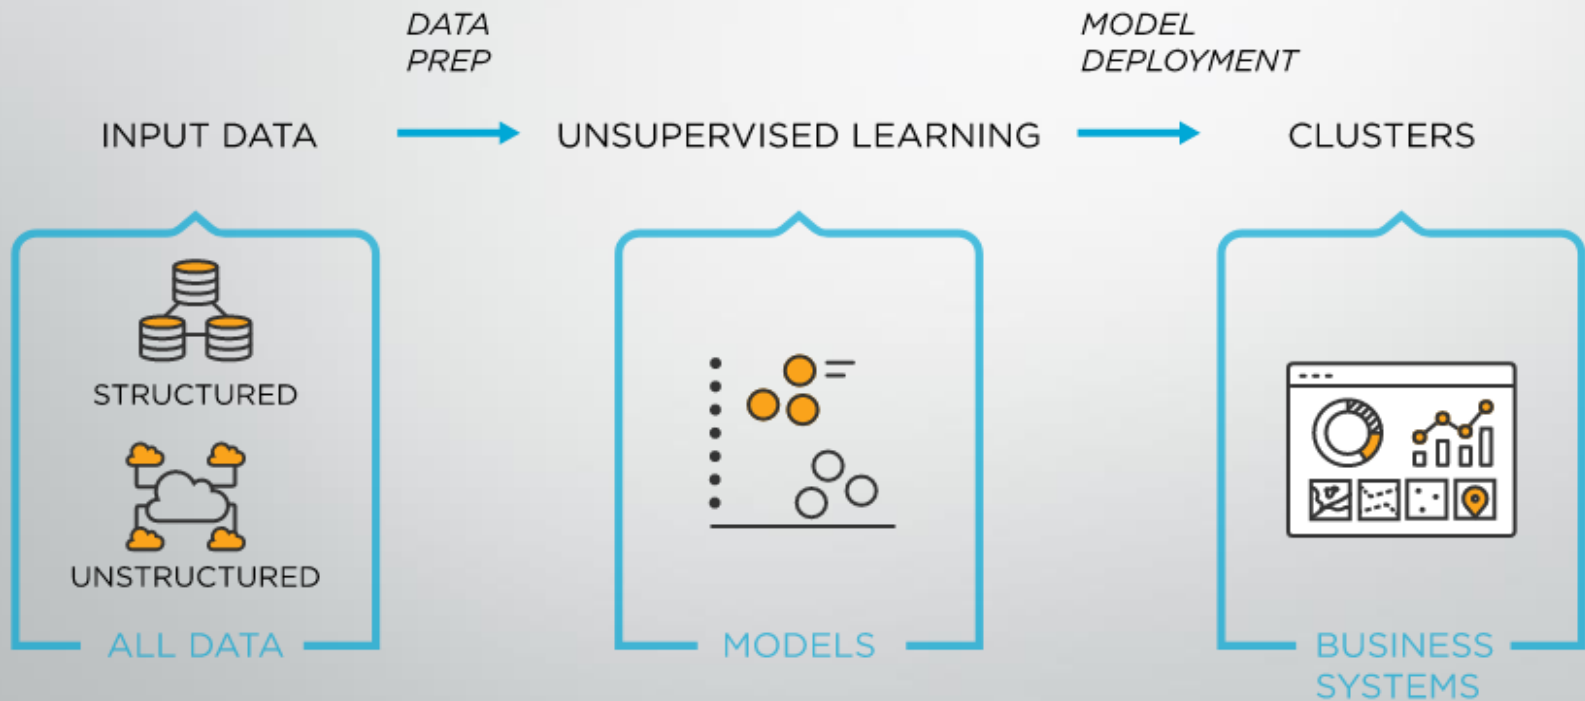 DATA
PREP
MODEL
DEPLOYMENT
INPUT DATA
UNSUPERVISED LEARNING
CLUSTERS
STRUCTURED
UNSTRUCTURED
ALL DATA
MODELS
BUSINESS
SYSTEMS